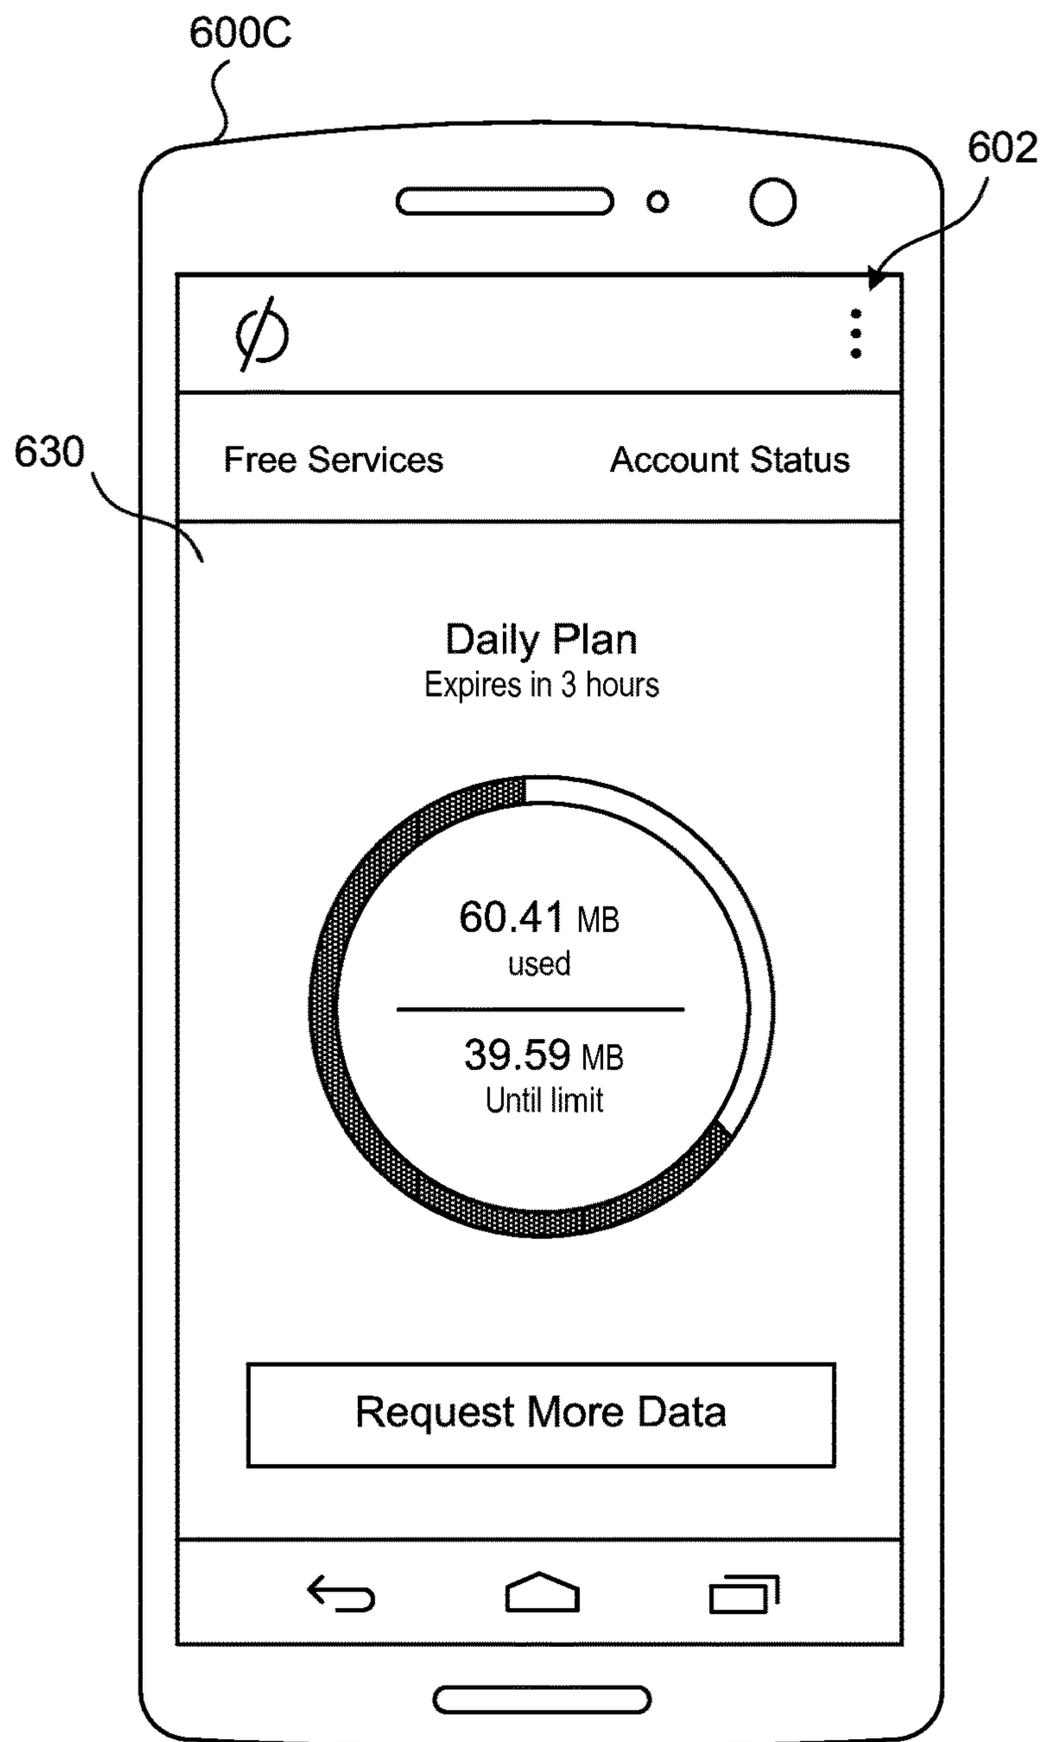 600C
602
630
Free Services Account Status
Daily Plan
Expires in 3 hours
60.41 MB
used
39.59 MB
Until limit
Request More Data